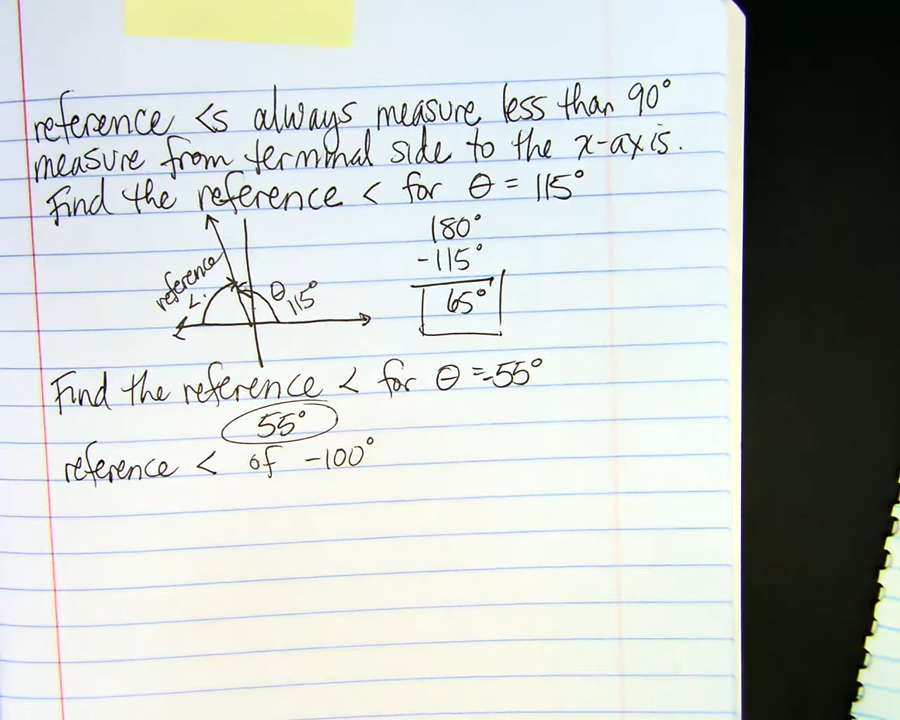 reference <s always measure less than 90°
measure from terminal side to the x-axis.
Find the reference < for θ = 115°
180°
-115°
65°
reference
<.
θ
115°
Find the reference < for θ = -55°
55°
reference < of -100°